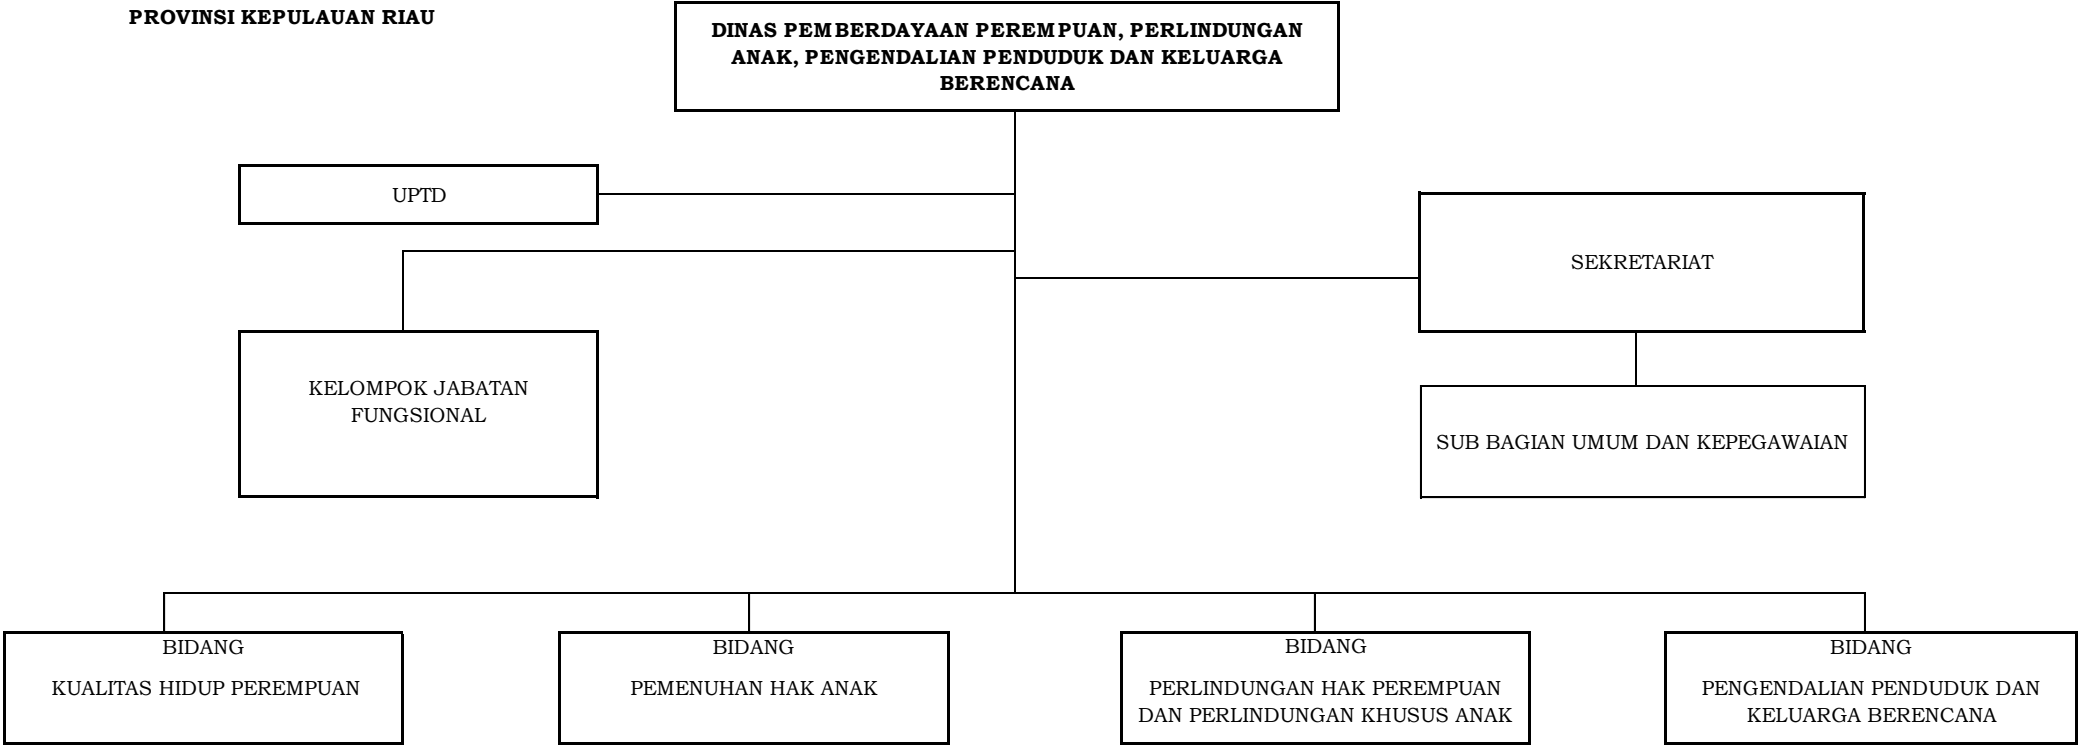 PROVINSI KEPULAUAN RIAU
DINAS PEMBERDAYAAN PEREMPUAN, PERLINDUNGAN
ANAK, PENGENDALIAN PENDUDUK DAN KELUARGA
BERENCANA
UPTD
SEKRETARIAT
KELOMPOK JABATAN
FUNGSIONAL
SUB BAGIAN UMUM DAN KEPEGAWAIAN
BIDANG
KUALITAS HIDUP PEREMPUAN
BIDANG
PEMENUHAN HAK ANAK
BIDANG
PERLINDUNGAN HAK PEREMPUAN
DAN PERLINDUNGAN KHUSUS ANAK
BIDANG
PENGENDALIAN PENDUDUK DAN
KELUARGA BERENCANA